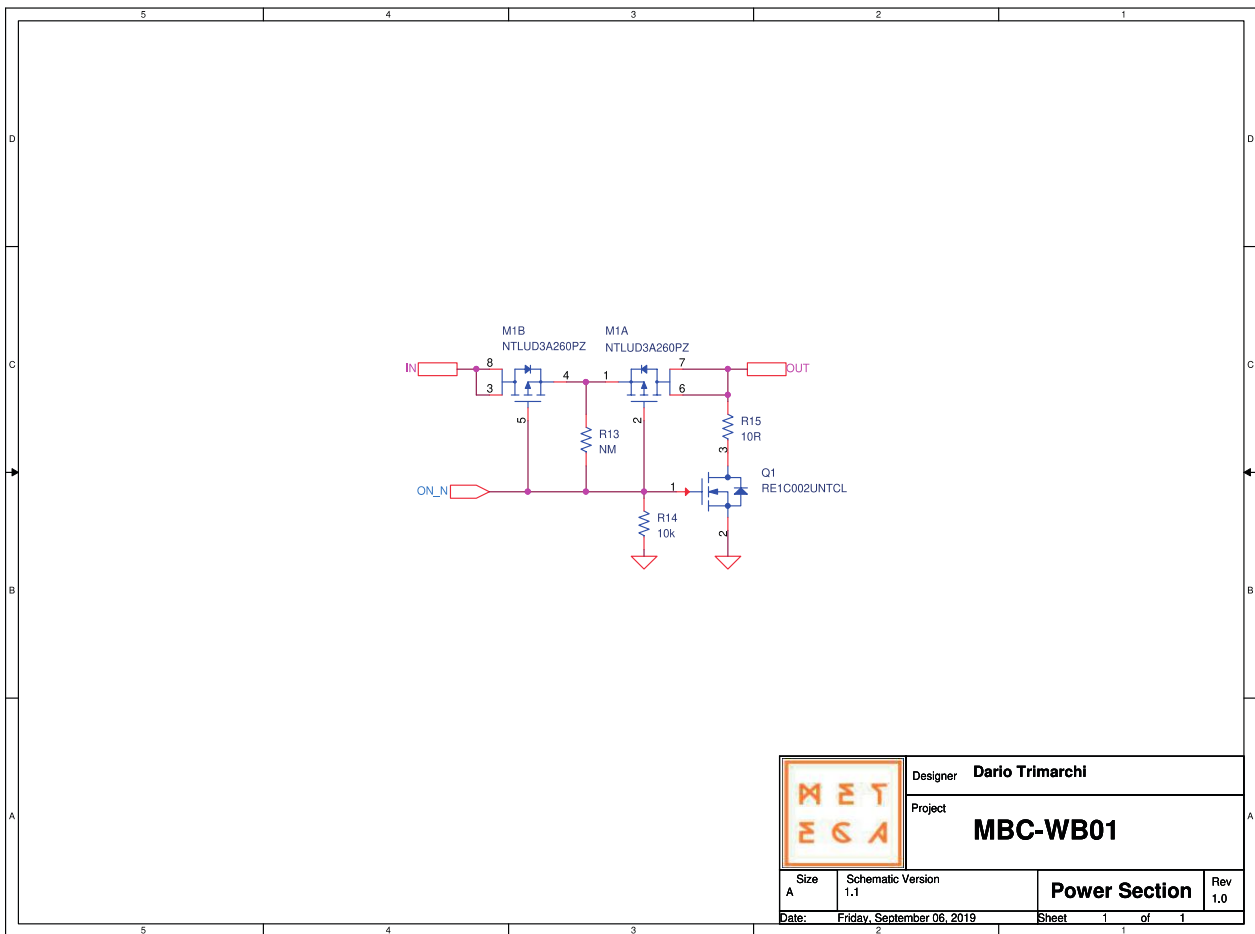 5 4 3 2 1
D D
M1B M1A
NTLUD3A260PZ NTLUD3A260PZ
C IN 8 4 1 7 OUT C
3 6
5 2 R15
10R
R13
NM
3
Q1
RE1C002UNTCL
ON_N 1
R14
10k
2
B B
A A
MET
EGA
Designer Dario Trimarchi
Project
MBC-WB01
Size
A
Schematic Version
1.1
Power Section
Rev
1.0
Date: Friday, September 06, 2019 Sheet 1 of 1
5 4 3 2 1